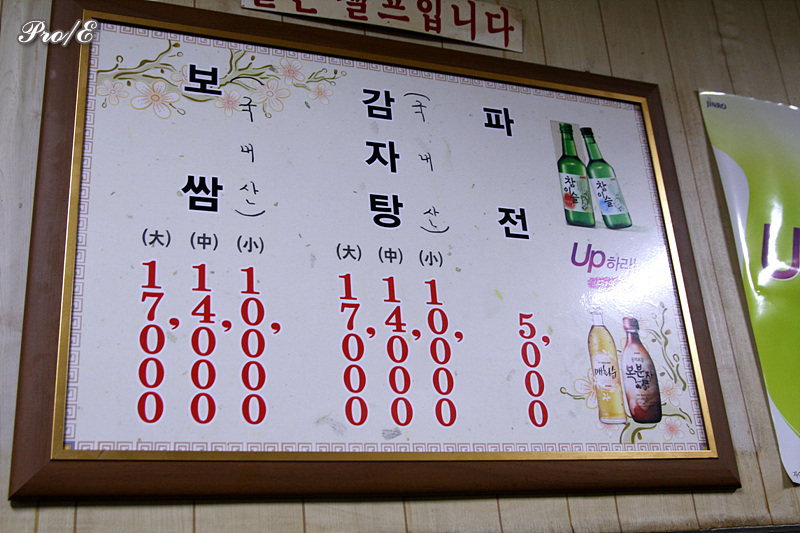 Pro/E
셀프입니다
보쌈
(국내산)
(大) (中) (小)
17,000
14,000
10,000
감자탕
(국내산)
(大) (中) (小)
17,000
14,000
10,000
파전
5,000
참이슬
참이슬
Up하라!
매화수
복분자
JINRO
U